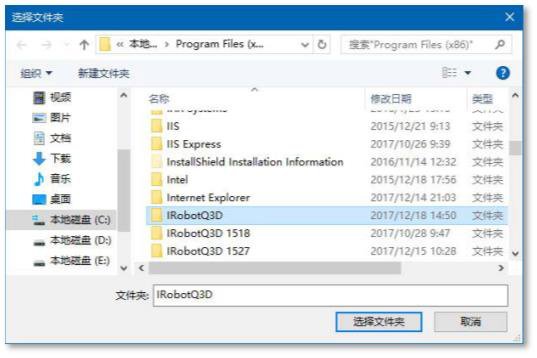 选择文件夹
« 本地... › Program Files (x...
搜索"Program Files (x86)"
组织 新建文件夹
视频
图片
文档
下载
音乐
桌面
本地磁盘 (C:)
本地磁盘 (D:)
本地磁盘 (E:)
名称 修改日期 类型
IIS 2015/12/21 9:13 文件夹
IIS Express 2017/10/26 9:39 文件夹
InstallShield Installation Information 2016/11/14 12:32 文件夹
Intel 2015/12/18 17:56 文件夹
Internet Explorer 2017/12/14 21:03 文件夹
IRobotQ3D 2017/12/18 14:50 文件夹
IRobotQ3D 1518 2017/10/28 9:47 文件夹
IRobotQ3D 1527 2017/12/15 10:28 文件夹
文件夹: IRobotQ3D
选择文件夹 取消